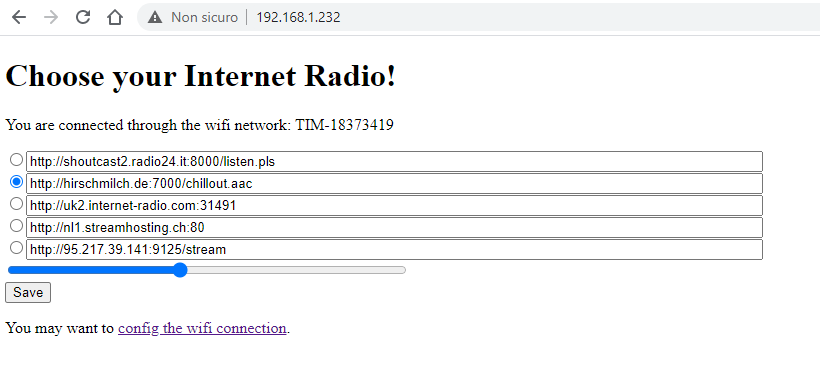 Non sicuro | 192.168.1.232
Choose your Internet Radio!
You are connected through the wifi network: TIM-18373419
http://shoutcast2.radio24.it:8000/listen.pls
http://hirschmilch.de:7000/chillout.aac
http://uk2.internet-radio.com:31491
http://nl1.streamhosting.ch:80
http://95.217.39.141:9125/stream
Save
You may want to config the wifi connection.